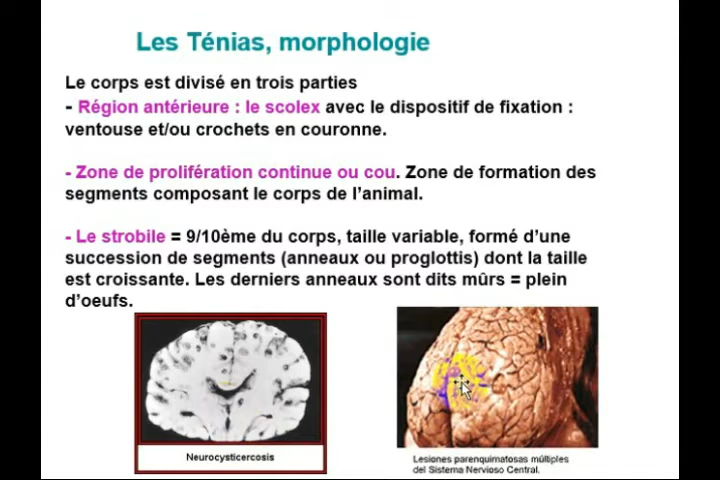 Les Ténias, morphologie
Le corps est divisé en trois parties
- Région antérieure : le scolex avec le dispositif de fixation :
ventouse et/ou crochets en couronne.
- Zone de prolifération continue ou cou. Zone de formation des
segments composant le corps de l'animal.
- Le strobile = 9/10ème du corps, taille variable, formé d'une
succession de segments (anneaux ou proglottis) dont la taille
est croissante. Les derniers anneaux sont dits mûrs = plein
d'oeufs.
Neurocysticercosis
Lesiones parenquimatosas múltiples
del Sistema Nervioso Central.